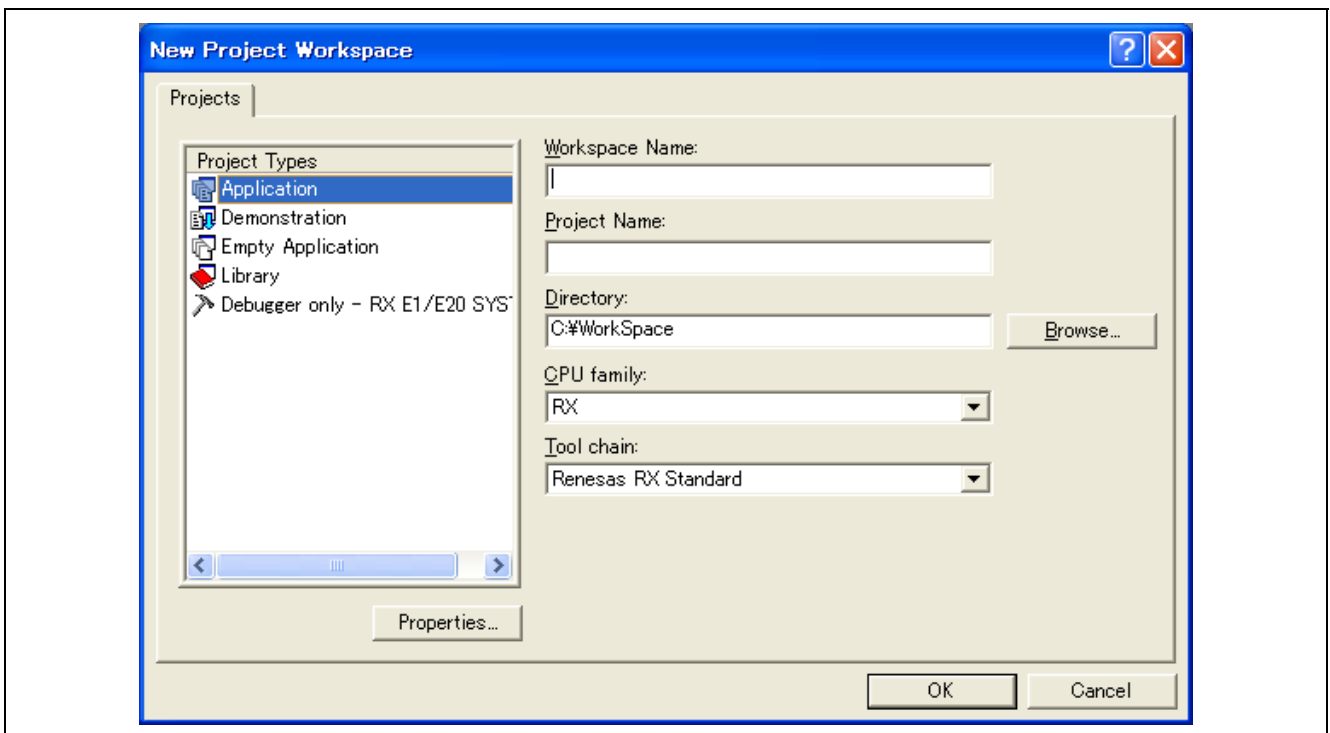 New Project Workspace
Projects
Project Types
Application
Demonstration
Empty Application
Library
Debugger only - RX E1/E20 SYS
Workspace Name:
Project Name:
Directory:
C:¥WorkSpace
Browse...
CPU family:
RX
Tool chain:
Renesas RX Standard
Properties...
OK
Cancel